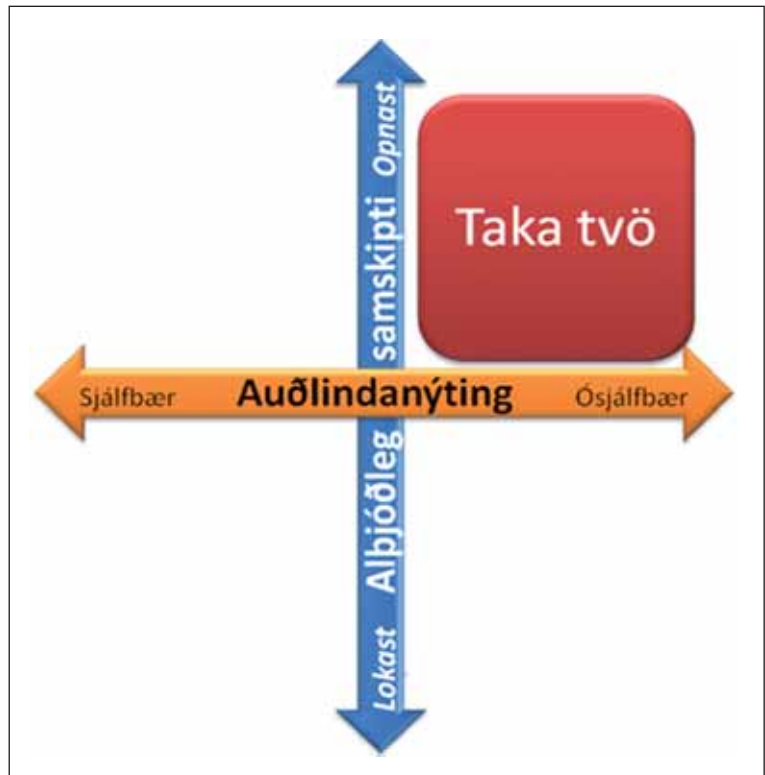 Opnast
Alþjóðleg samskipti
Lokast
Taka tvö
Sjálfbær
Auðlindanýting
Ósjálfbær